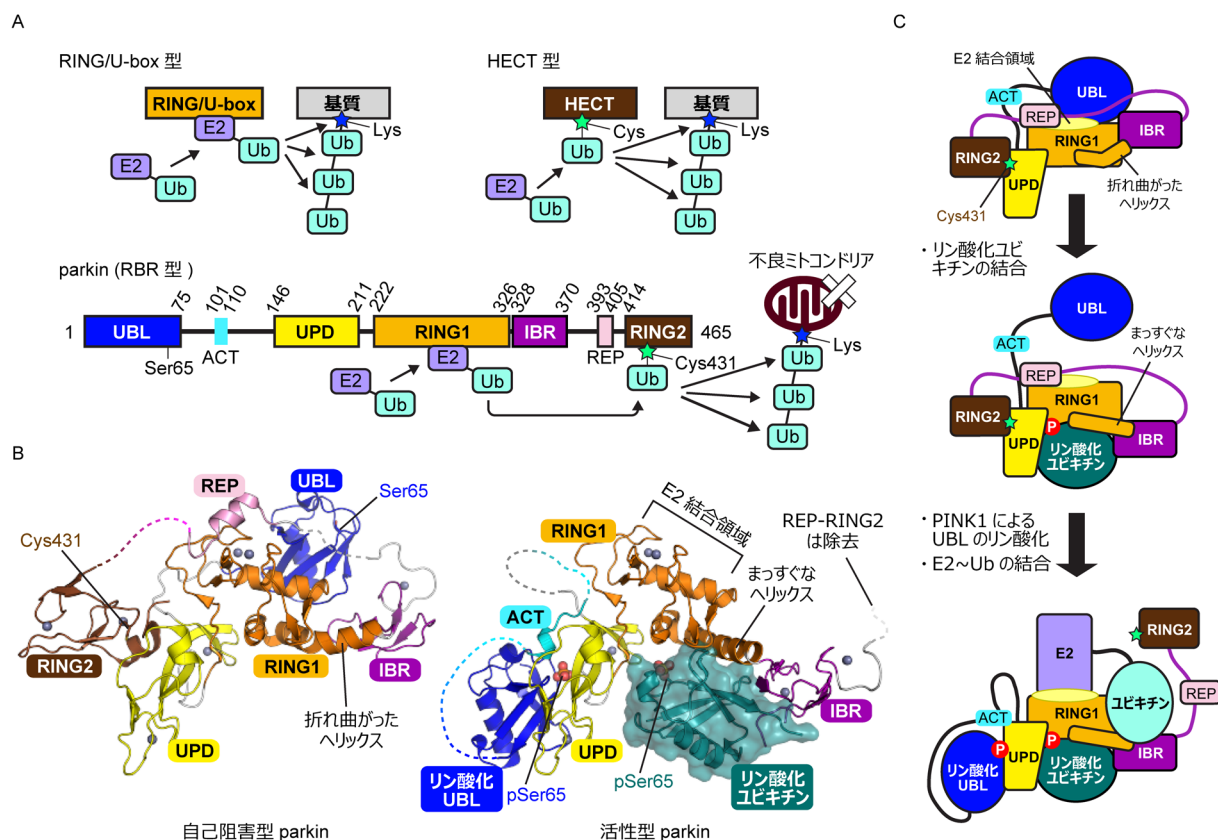 A
RING/U-box 型
RING/U-box
E2
Ub
E2
Ub
基質
Lys
Ub
Ub
Ub
HECT 型
HECT
Cys
Ub
E2
Ub
基質
Lys
Ub
Ub
Ub
parkin (RBR 型 )
1
UBL
75
Ser65
101
110
ACT
146
UPD
211
222
RING1
326
328
IBR
370
393
405
REP
414
RING2
465
Cys431
E2
Ub
E2
Ub
Ub
不良ミトコンドリア
Lys
Ub
Ub
Ub
B
REP
UBL
Ser65
Cys431
RING2
UPD
RING1
IBR
折れ曲がった
ヘリックス
自己阻害型 parkin
RING1
E2 結合領域
REP-RING2
は除去
まっすぐな
ヘリックス
ACT
リン酸化
UBL
pSer65
UPD
pSer65
リン酸化
ユビキチン
IBR
活性型 parkin
C
E2 結合領域
UBL
ACT
REP
RING1
IBR
RING2
UPD
Cys431
折れ曲がった
ヘリックス
・リン酸化ユビ
キチンの結合
UBL
ACT
まっすぐな
ヘリックス
REP
RING1
RING2
UPD
P
リン酸化
ユビキチン
IBR
・PINK1 による
UBL のリン酸化
・E2~Ub の結合
E2
RING2
ユビキチン
REP
ACT
RING1
IBR
P
UPD
P
リン酸化
UBL
リン酸化
ユビキチン